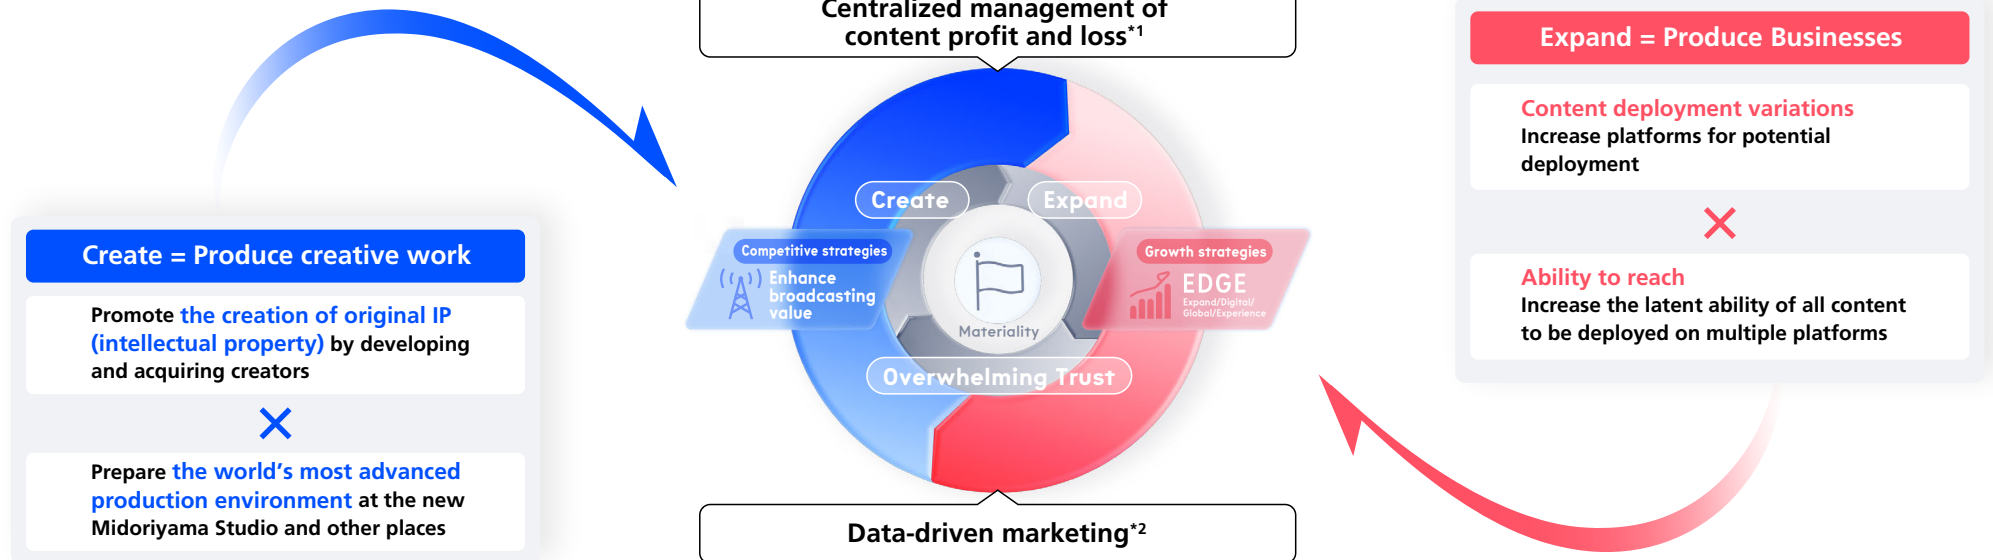 Centralized management of
content profit and loss*1
Create = Produce creative work
Promote the creation of original IP
(intellectual property) by developing
and acquiring creators
×
Prepare the world's most advanced
production environment at the new
Midoriyama Studio and other places
Create
Expand
Competitive strategies
Enhance
broadcasting
value
Growth strategies
EDGE
Expand/Digital/
Global/Experience
Materiality
Overwhelming Trust
Data-driven marketing*2
Expand = Produce Businesses
Content deployment variations
Increase platforms for potential
deployment
×
Ability to reach
Increase the latent ability of all content
to be deployed on multiple platforms